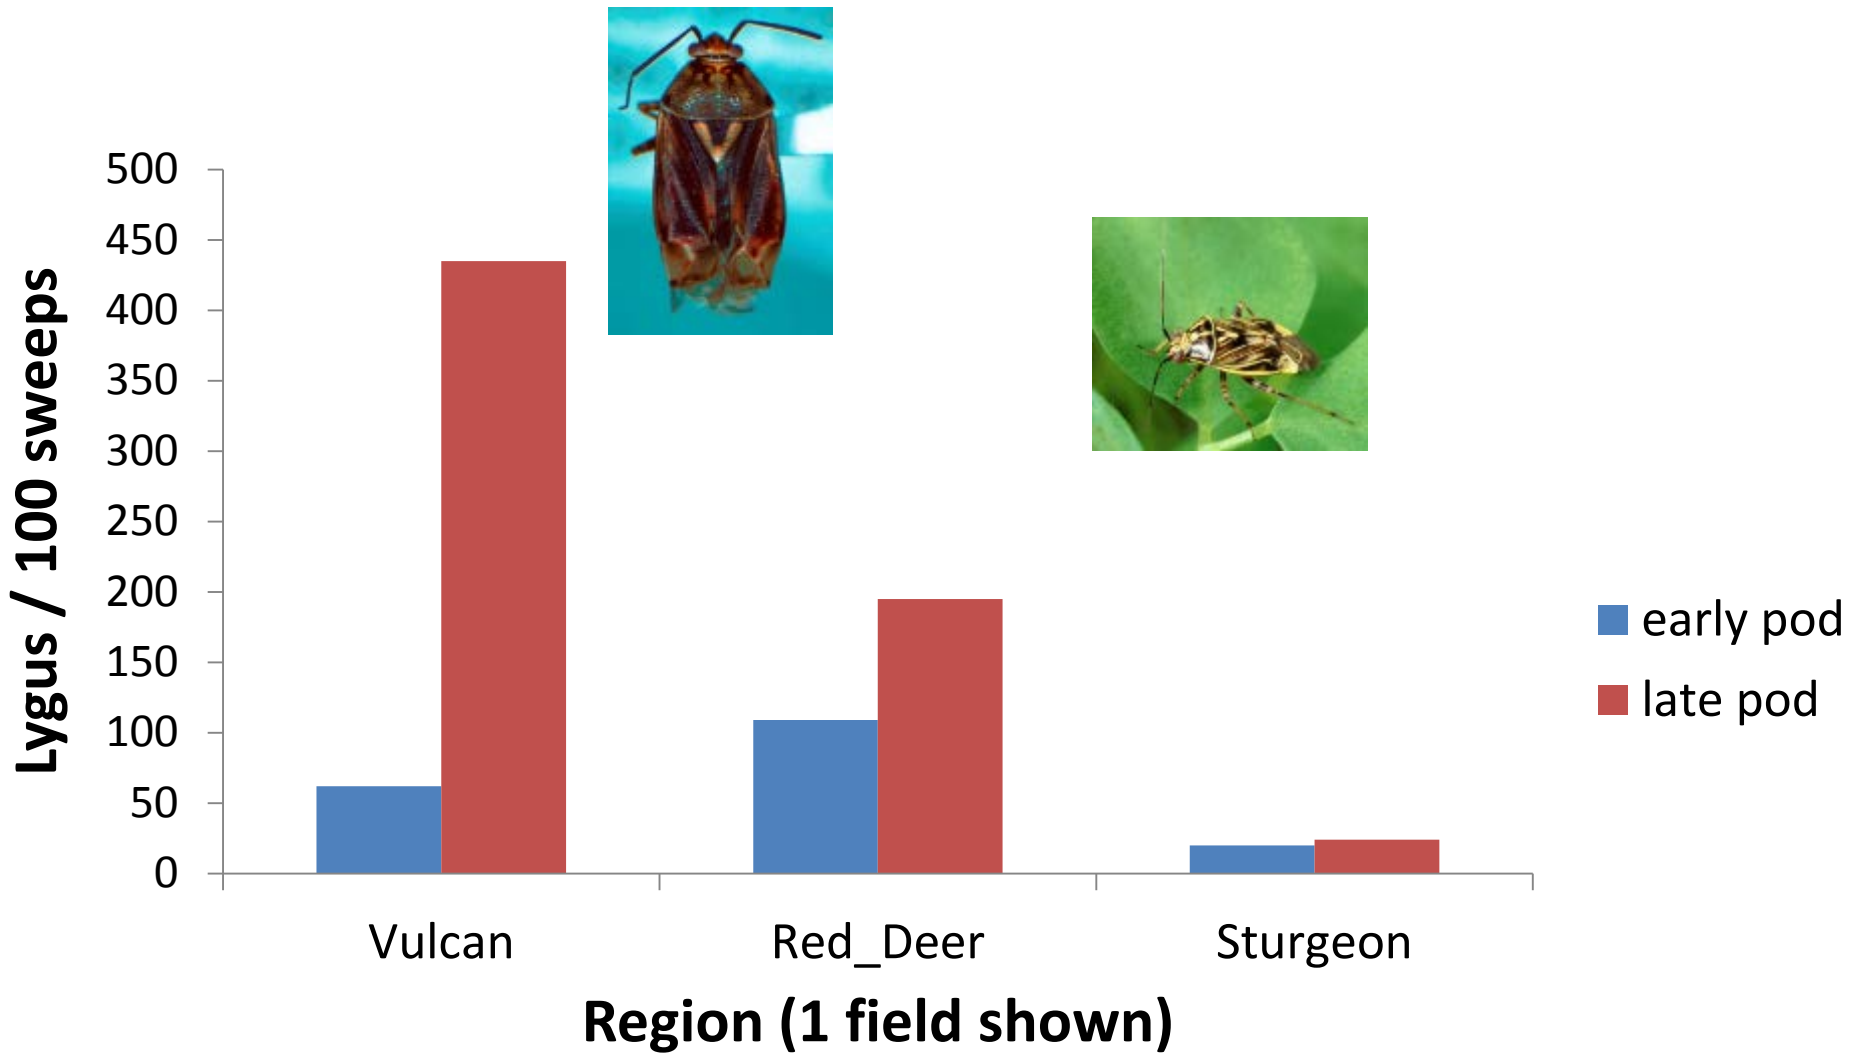 Lygus / 100 sweeps
500
450
400
350
300
250
200
150
100
50
0
Vulcan Red_Deer Sturgeon
Region (1 field shown)
early pod
late pod